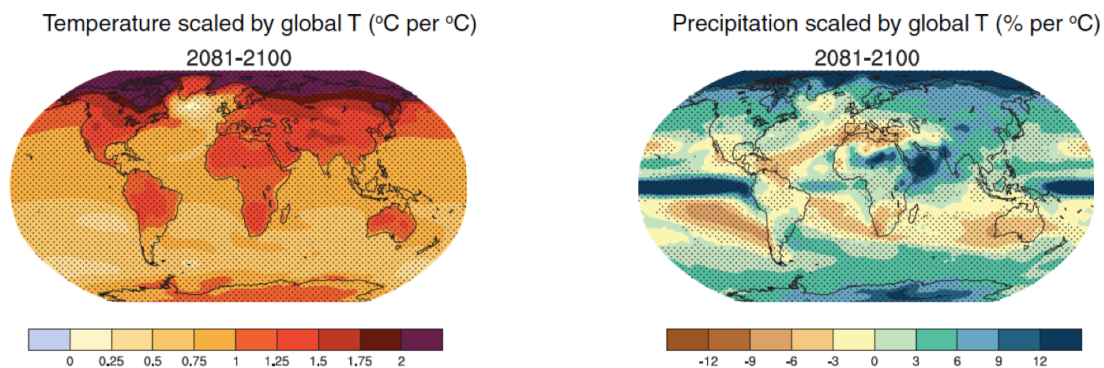 Temperature scaled by global T (°C per °C)
2081-2100
0 0.25 0.5 0.75 1 1.25 1.5 1.75 2
Precipitation scaled by global T (% per °C)
2081-2100
-12 -9 -6 -3 0 3 6 9 12